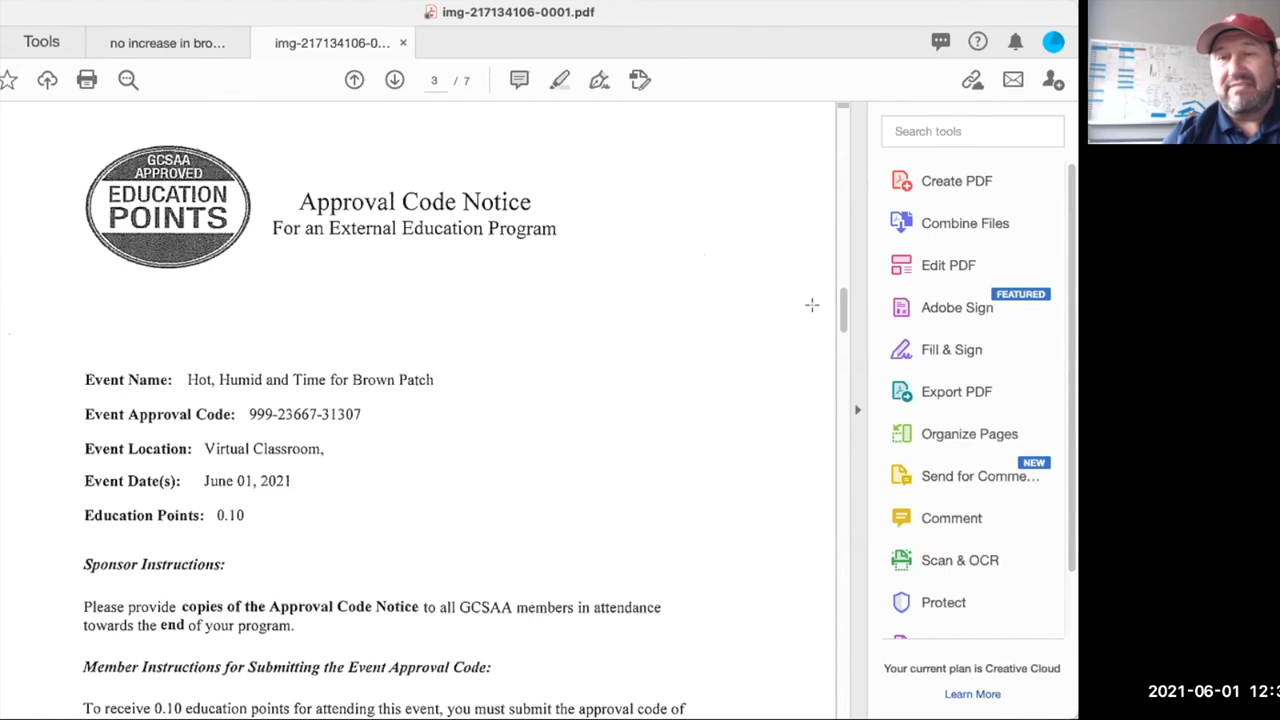 img-217134106-0001.pdf
Tools
no increase in bro...
img-217134106-0...
3 / 7
GCSAA
APPROVED
EDUCATION
POINTS
Approval Code Notice
For an External Education Program
Event Name: Hot, Humid and Time for Brown Patch
Event Approval Code: 999-23667-31307
Event Location: Virtual Classroom,
Event Date(s): June 01, 2021
Education Points: 0.10
Sponsor Instructions:
Please provide copies of the Approval Code Notice to all GCSAA members in attendance
towards the end of your program.
Member Instructions for Submitting the Event Approval Code:
To receive 0.10 education points for attending this event, you must submit the approval code of
Search tools
Create PDF
Combine Files
Edit PDF
FEATURED
Adobe Sign
Fill & Sign
Export PDF
Organize Pages
NEW
Send for Comme...
Comment
Scan & OCR
Protect
Your current plan is Creative Cloud
Learn More
2021-06-01 12:3